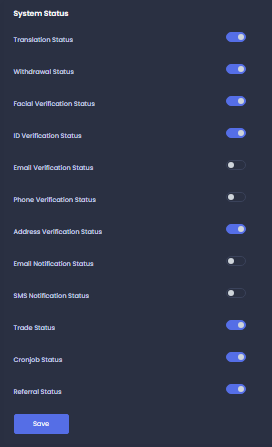 System Status
Translation Status
Withdrawal Status
Facial Verification Status
ID Verification Status
Email Verification Status
Phone Verification Status
Address Verification Status
Email Notification Status
SMS Notification Status
Trade Status
Cronjob Status
Referral Status
Save